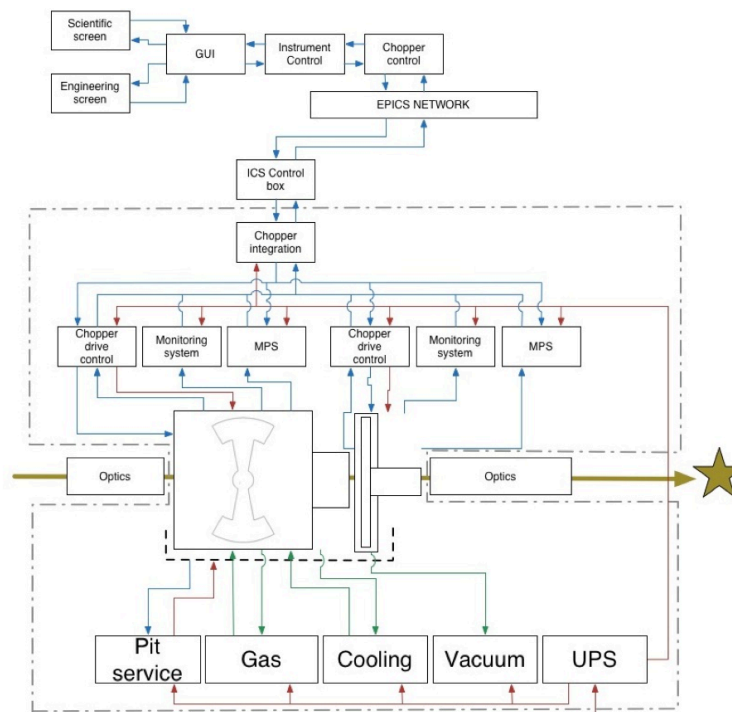 Scientific
screen
GUI
Instrument
Control
Chopper
control
Engineering
screen
EPICS NETWORK
ICS Control
box
Chopper
integration
Chopper
drive
control
Monitoring
system
MPS
Chopper
drive
control
Monitoring
system
MPS
Optics
Optics
Pit
service
Gas
Cooling
Vacuum
UPS